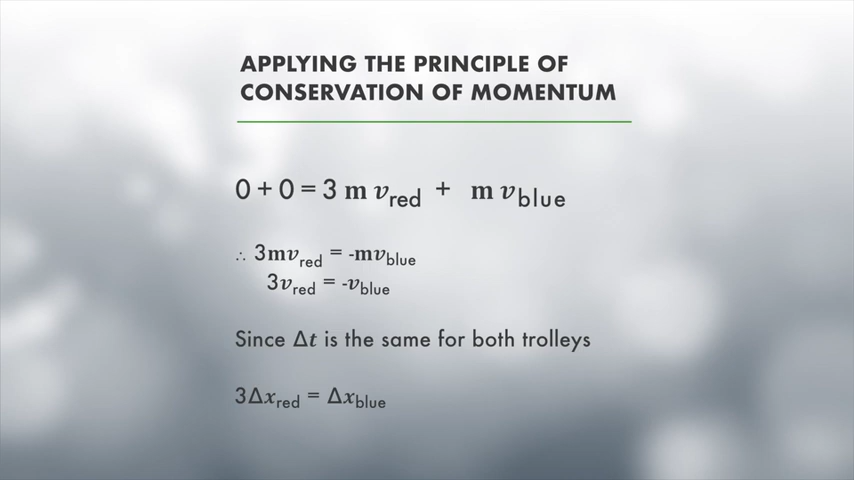 APPLYING THE PRINCIPLE OF
CONSERVATION OF MOMENTUM
0 + 0 = 3 m v_red + m v_blue
∴ 3mv_red = -mv_blue
3v_red = -v_blue
Since Δt is the same for both trolleys
3Δx_red = Δx_blue